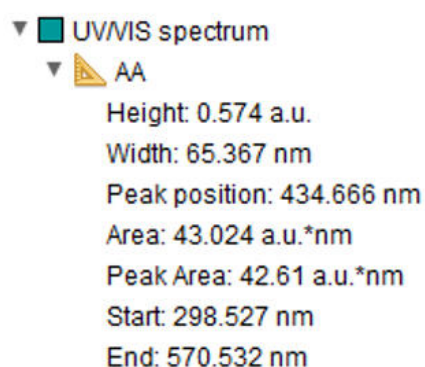 UV/VIS spectrum
AA
Height: 0.574 a.u.
Width: 65.367 nm
Peak position: 434.666 nm
Area: 43.024 a.u.*nm
Peak Area: 42.61 a.u.*nm
Start: 298.527 nm
End: 570.532 nm